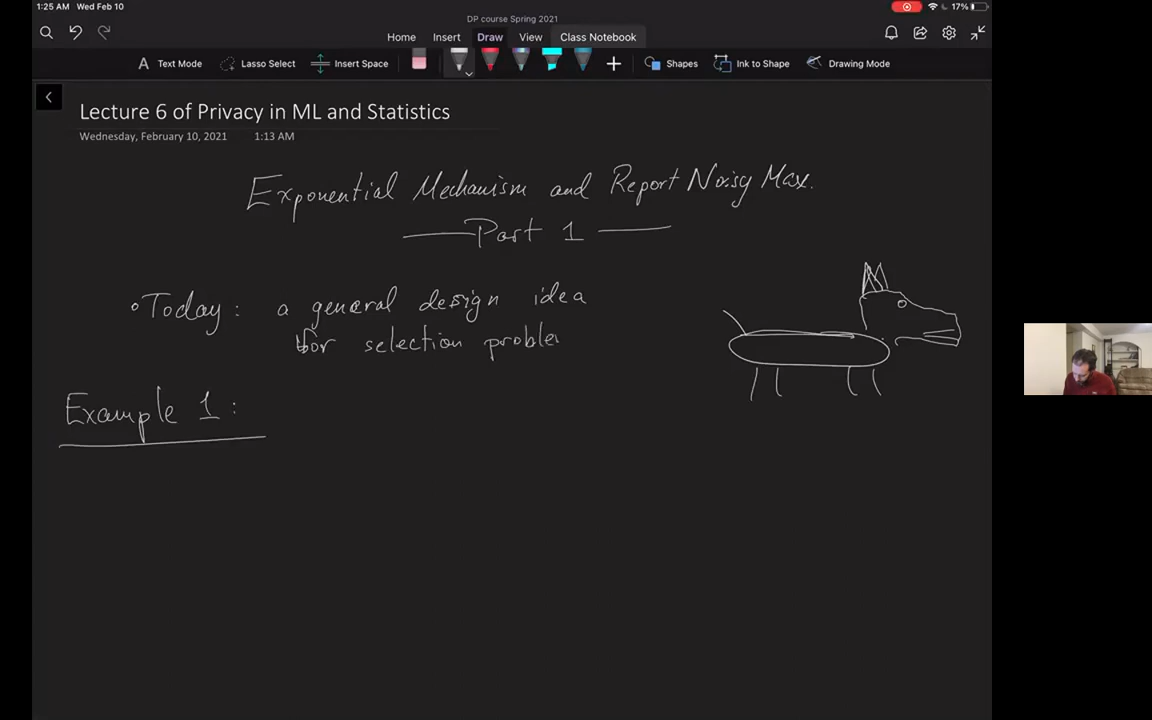 1:25 AM Wed Feb 10
17%
DP course Spring 2021
Home Insert Draw View Class Notebook
Text Mode Lasso Select Insert Space Shapes Ink to Shape Drawing Mode
Lecture 6 of Privacy in ML and Statistics
Wednesday, February 10, 2021 1:13 AM
Exponential Mechanism and Report Noisy Max.
Part 1
• Today: a general design idea
for selection proble
Example 1: